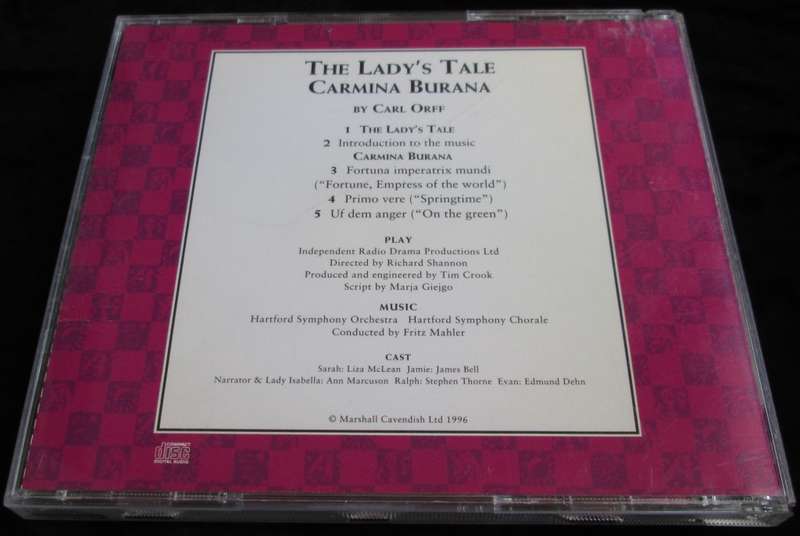 THE LADY'S TALE
CARMINA BURANA
BY CARL ORFF
1 THE LADY'S TALE
2 Introduction to the music
CARMINA BURANA
3 Fortuna imperatrix mundi
("Fortune, Empress of the world")
4 Primo vere ("Springtime")
5 Uf dem anger ("On the green")
PLAY
Independent Radio Drama Productions Ltd
Directed by Richard Shannon
Produced and engineered by Tim Crook
Script by Marja Giejgo
MUSIC
Hartford Symphony Orchestra Hartford Symphony Chorale
Conducted by Fritz Mahler
CAST
Sarah: Liza McLean Jamie: James Bell
Narrator & Lady Isabella: Ann Marcuson Ralph: Stephen Thorne Evan: Edmund Dehn
© Marshall Cavendish Ltd 1996
COMPACT
disc
DIGITAL AUDIO